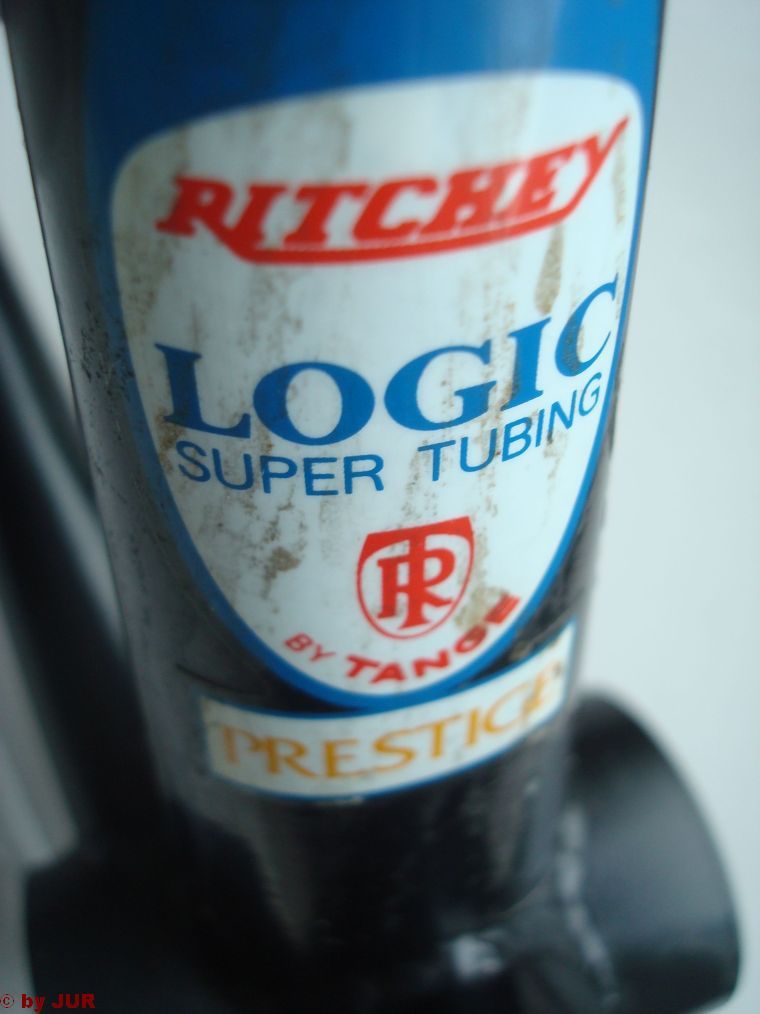 RITCHEY
LOGIC
SUPER TUBING
TR
BY TANGE
PRESTIGE
© by JUR